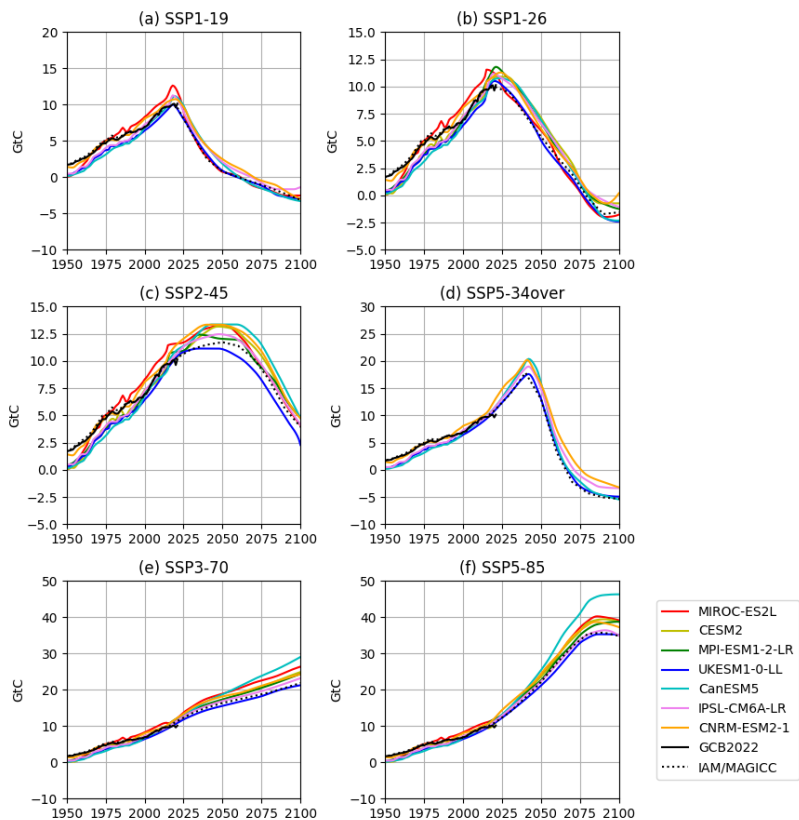 (a) SSP1-19
(b) SSP1-26
20
15
10
5
0
−5
−10
GtC
1950 1975 2000 2025 2050 2075 2100
15.0
12.5
10.0
7.5
5.0
2.5
0.0
−2.5
−5.0
GtC
1950 1975 2000 2025 2050 2075 2100
(c) SSP2-45
(d) SSP5-34over
15.0
12.5
10.0
7.5
5.0
2.5
0.0
−2.5
−5.0
GtC
1950 1975 2000 2025 2050 2075 2100
30
25
20
15
10
5
0
−5
−10
GtC
1950 1975 2000 2025 2050 2075 2100
(e) SSP3-70
(f) SSP5-85
50
40
30
20
10
0
−10
GtC
1950 1975 2000 2025 2050 2075 2100
50
40
30
20
10
0
−10
GtC
1950 1975 2000 2025 2050 2075 2100
MIROC-ES2L
CESM2
MPI-ESM1-2-LR
UKESM1-0-LL
CanESM5
IPSL-CM6A-LR
CNRM-ESM2-1
GCB2022
IAM/MAGICC